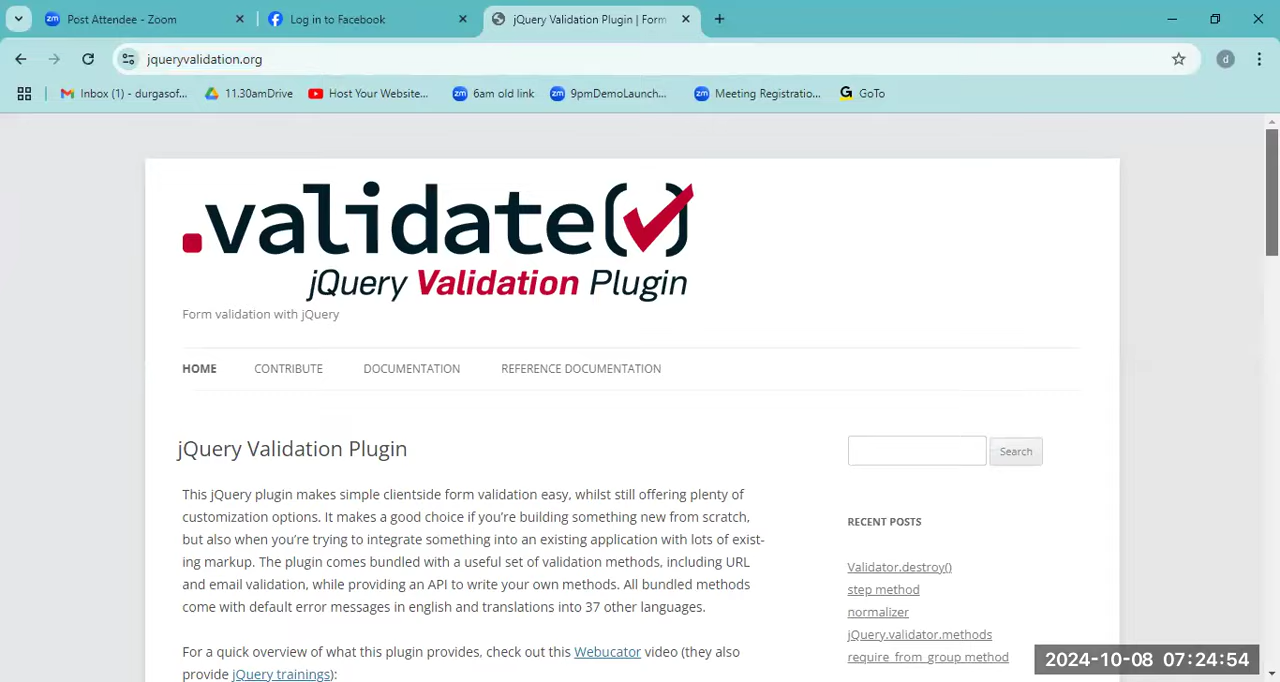 Post Attendee - Zoom
Log in to Facebook
jQuery Validation Plugin | Form
jqueryvalidation.org
d
Inbox (1) - durgasof...
11.30amDrive
Host Your Website...
6am old link
9pmDemoLaunch...
Meeting Registratio...
GoTo
.validate(✓)
jQuery Validation Plugin
Form validation with jQuery
HOME
CONTRIBUTE
DOCUMENTATION
REFERENCE DOCUMENTATION
jQuery Validation Plugin
Search
This jQuery plugin makes simple clientside form validation easy, whilst still offering plenty of
customization options. It makes a good choice if you're building something new from scratch,
but also when you're trying to integrate something into an existing application with lots of exist-
ing markup. The plugin comes bundled with a useful set of validation methods, including URL
and email validation, while providing an API to write your own methods. All bundled methods
come with default error messages in english and translations into 37 other languages.
For a quick overview of what this plugin provides, check out this Webucator video (they also
provide jQuery trainings):
RECENT POSTS
Validator.destroy()
step method
normalizer
jQuery.validator.methods
require_from_group method
2024-10-08 07:24:54